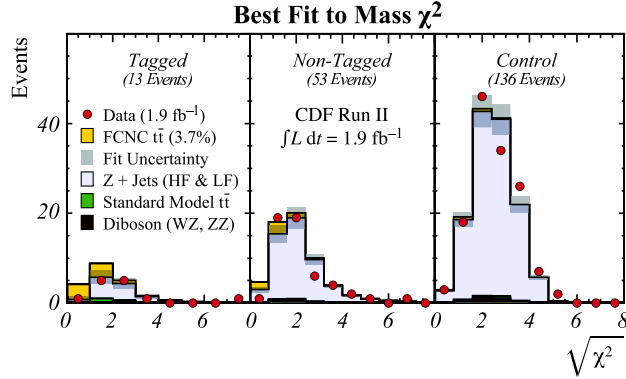 Best Fit to Mass χ²
Events
Tagged
(13 Events)
Non-Tagged
(53 Events)
Control
(136 Events)
Data (1.9 fb⁻¹)
FCNC tt̄ (3.7%)
Fit Uncertainty
Z + Jets (HF & LF)
Standard Model tt̄
Diboson (WZ, ZZ)
CDF Run II
∫L dt = 1.9 fb⁻¹
40
20
0
0 2 4 6 0 2 4 6 0 2 4 6 8
√χ²